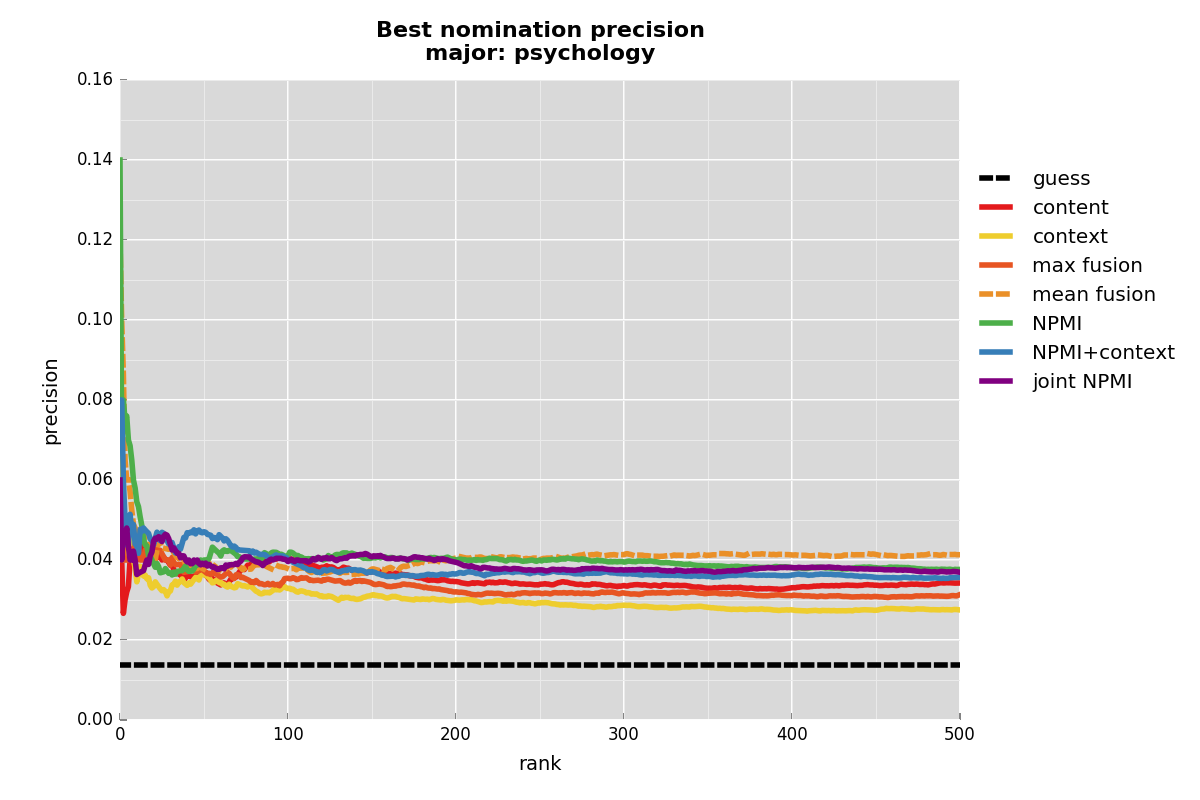 Best nomination precision
major: psychology
0.16
0.14
0.12
0.10
0.08
0.06
0.04
0.02
0.00
precision
0
100
200
300
400
500
rank
guess
content
context
max fusion
mean fusion
NPMI
NPMI+context
joint NPMI